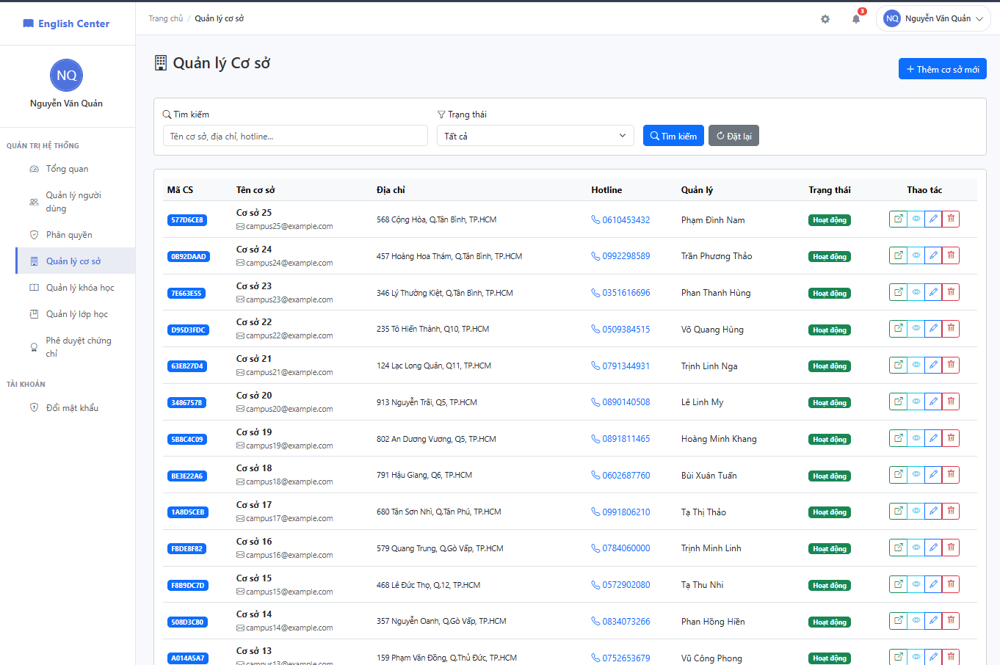 English Center
Trang chủ / Quản lý cơ sở
3
NQ Nguyễn Văn Quản
NQ
Nguyễn Văn Quản
QUẢN TRỊ HỆ THỐNG
Tổng quan
Quản lý người
dùng
Phân quyền
Quản lý cơ sở
Quản lý khóa học
Quản lý lớp học
Phê duyệt chứng
chỉ
TÀI KHOẢN
Đổi mật khẩu
Quản lý Cơ sở
Thêm cơ sở mới
Tìm kiếm
Trạng thái
Tên cơ sở, địa chỉ, hotline...
Tất cả
Tìm kiếm
Đặt lại
Mã CS Tên cơ sở Địa chỉ Hotline Quản lý Trạng thái Thao tác
577D6CE8 Cơ sở 25 568 Cộng Hòa, Q.Tân Bình, TP.HCM 0610453432 Phạm Đình Nam Hoạt động
campus25@example.com
0B92DAAD Cơ sở 24 457 Hoàng Hoa Thám, Q.Tân Bình, TP.HCM 0992298589 Trần Phương Thảo Hoạt động
campus24@example.com
7E663E55 Cơ sở 23 346 Lý Thường Kiệt, Q.Tân Bình, TP.HCM 0351616696 Phan Thanh Hùng Hoạt động
campus23@example.com
D95D3FDC Cơ sở 22 235 Tô Hiến Thành, Q10, TP.HCM 0509384515 Võ Quang Hùng Hoạt động
campus22@example.com
63EB27D4 Cơ sở 21 124 Lạc Long Quân, Q11, TP.HCM 0791344931 Trịnh Linh Nga Hoạt động
campus21@example.com
34867578 Cơ sở 20 913 Nguyễn Trãi, Q5, TP.HCM 0890140508 Lê Linh My Hoạt động
campus20@example.com
5B8C4C09 Cơ sở 19 802 An Dương Vương, Q5, TP.HCM 0891811465 Hoàng Minh Khang Hoạt động
campus19@example.com
BE3E22A6 Cơ sở 18 791 Hậu Giang, Q6, TP.HCM 0602687760 Bùi Xuân Tuấn Hoạt động
campus18@example.com
1A8D5CEB Cơ sở 17 680 Tân Sơn Nhì, Q.Tân Phú, TP.HCM 0991806210 Tạ Thị Thảo Hoạt động
campus17@example.com
FBDE8F82 Cơ sở 16 579 Quang Trung, Q.Gò Vấp, TP.HCM 0784060000 Trịnh Minh Linh Hoạt động
campus16@example.com
F8B9DC7D Cơ sở 15 468 Lê Đức Thọ, Q.12, TP.HCM 0572902080 Tạ Thu Nhi Hoạt động
campus15@example.com
508D3C80 Cơ sở 14 357 Nguyễn Oanh, Q.Gò Vấp, TP.HCM 0834073266 Phan Hồng Hiền Hoạt động
campus14@example.com
A014A5A7 Cơ sở 13 159 Phạm Văn Đồng, Q.Thủ Đức, TP.HCM 0752653679 Vũ Công Phong Hoạt động
campus13@example.com